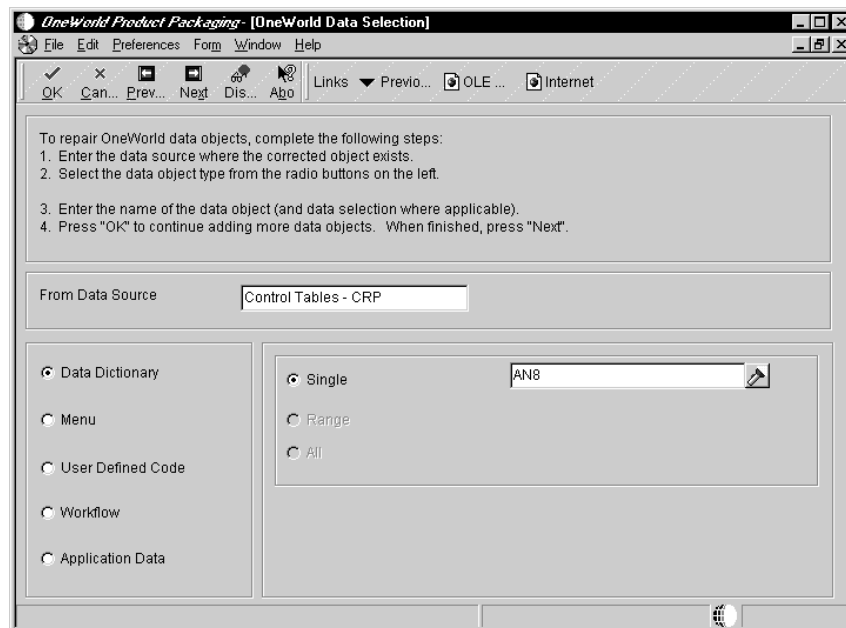 OneWorld Product Packaging - [OneWorld Data Selection]
File Edit Preferences Form Window Help
OK Can... Prev... Next Dis... Abo Links Previo... OLE ... Internet
To repair OneWorld data objects, complete the following steps:
1. Enter the data source where the corrected object exists.
2. Select the data object type from the radio buttons on the left.
3. Enter the name of the data object (and data selection where applicable).
4. Press "OK" to continue adding more data objects. When finished, press "Next".
From Data Source Control Tables - CRP
Data Dictionary
Single AN8
Menu
Range
All
User Defined Code
Workflow
Application Data